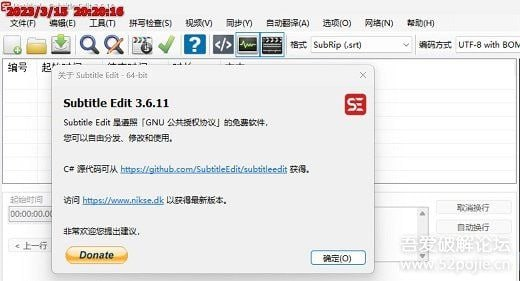 2023/3/15 20:20:16
文件(F) 编辑(E) 工具(T) 拼写检查(S) 视频(V) 同步(Y) 自动翻译(A) 选项(O) 网络(N) 帮助(H)
格式 SubRip (.srt) 编码方式 UTF-8 with BOM
编号
关于 Subtitle Edit - 64-bit
Subtitle Edit 3.6.11
SE
Subtitle Edit 是遵照「GNU 公共授权协议」的免费软件,
您可以自由分发、修改和使用。
C# 源代码可从 https://github.com/SubtitleEdit/subtitleedit 获得。
访问 https://www.nikse.dk 以获得最新版本。
非常欢迎您提出建议,
Donate
确定(O)
起始时间
00:00:00.0
< 上一行
取消换行
自动换行
吾爱破解论坛
www.52pojie.cn